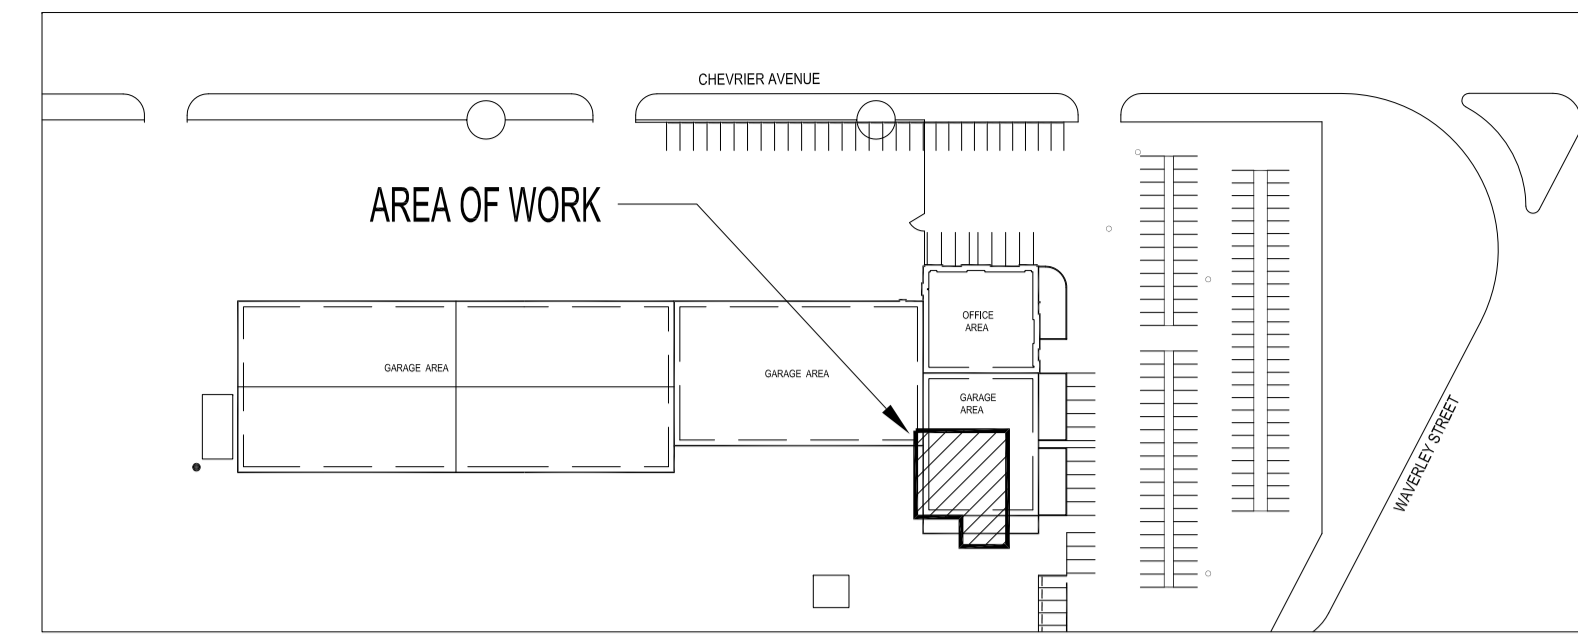 CHEVRIER AVENUE
AREA OF WORK
OFFICE
AREA
GARAGE AREA
GARAGE AREA
GARAGE
AREA
WAVERLEY STREET